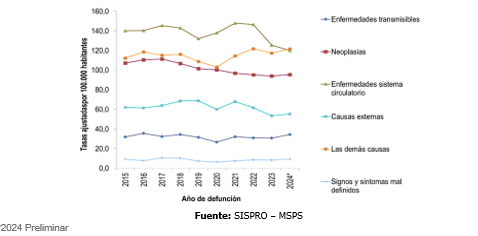 160,0
140,0
120,0
100,0
80,0
60,0
40,0
20,0
0,0
Tasas ajustadaspor 100.000 habitantes
2015
2016
2017
2018
2019
2020
2021
2022
2023
2024*
Año de defunción
Enfermedades transmisibles
Neoplasias
Enfermedades sistema
circulatorio
Causas externas
Las demás causas
Signos y síntomas mal
definidos
Fuente: SISPRO – MSPS
2024 Preliminar